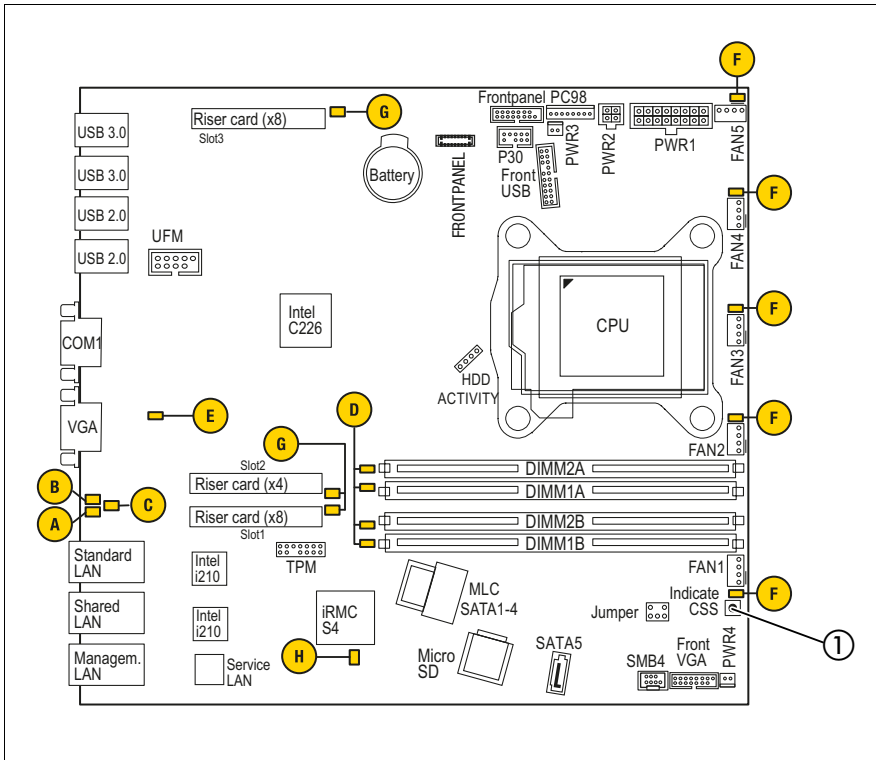 F
Frontpanel PC98
Riser card (x8)
Slot3
G
USB 3.0
USB 3.0
USB 2.0
USB 2.0
Battery
FRONTPANEL
P30
Front
USB
PWR3
PWR2
PWR1
FAN5
F
FAN4
UFM
Intel
C226
CPU
F
FAN3
COM1
HDD
ACTIVITY
VGA
E
D
F
FAN2
G
Slot2
Riser card (x4)
DIMM2A
DIMM1A
B
A
C
Riser card (x8)
Slot1
DIMM2B
DIMM1B
TPM
Standard
LAN
Shared
LAN
Managem.
LAN
Intel
i210
Intel
i210
Service
LAN
iRMC
S4
H
MLC
SATA1-4
Micro
SD
SATA5
Jumper
FAN1
F
Indicate
CSS
1
SMB4
Front
VGA
PWR4